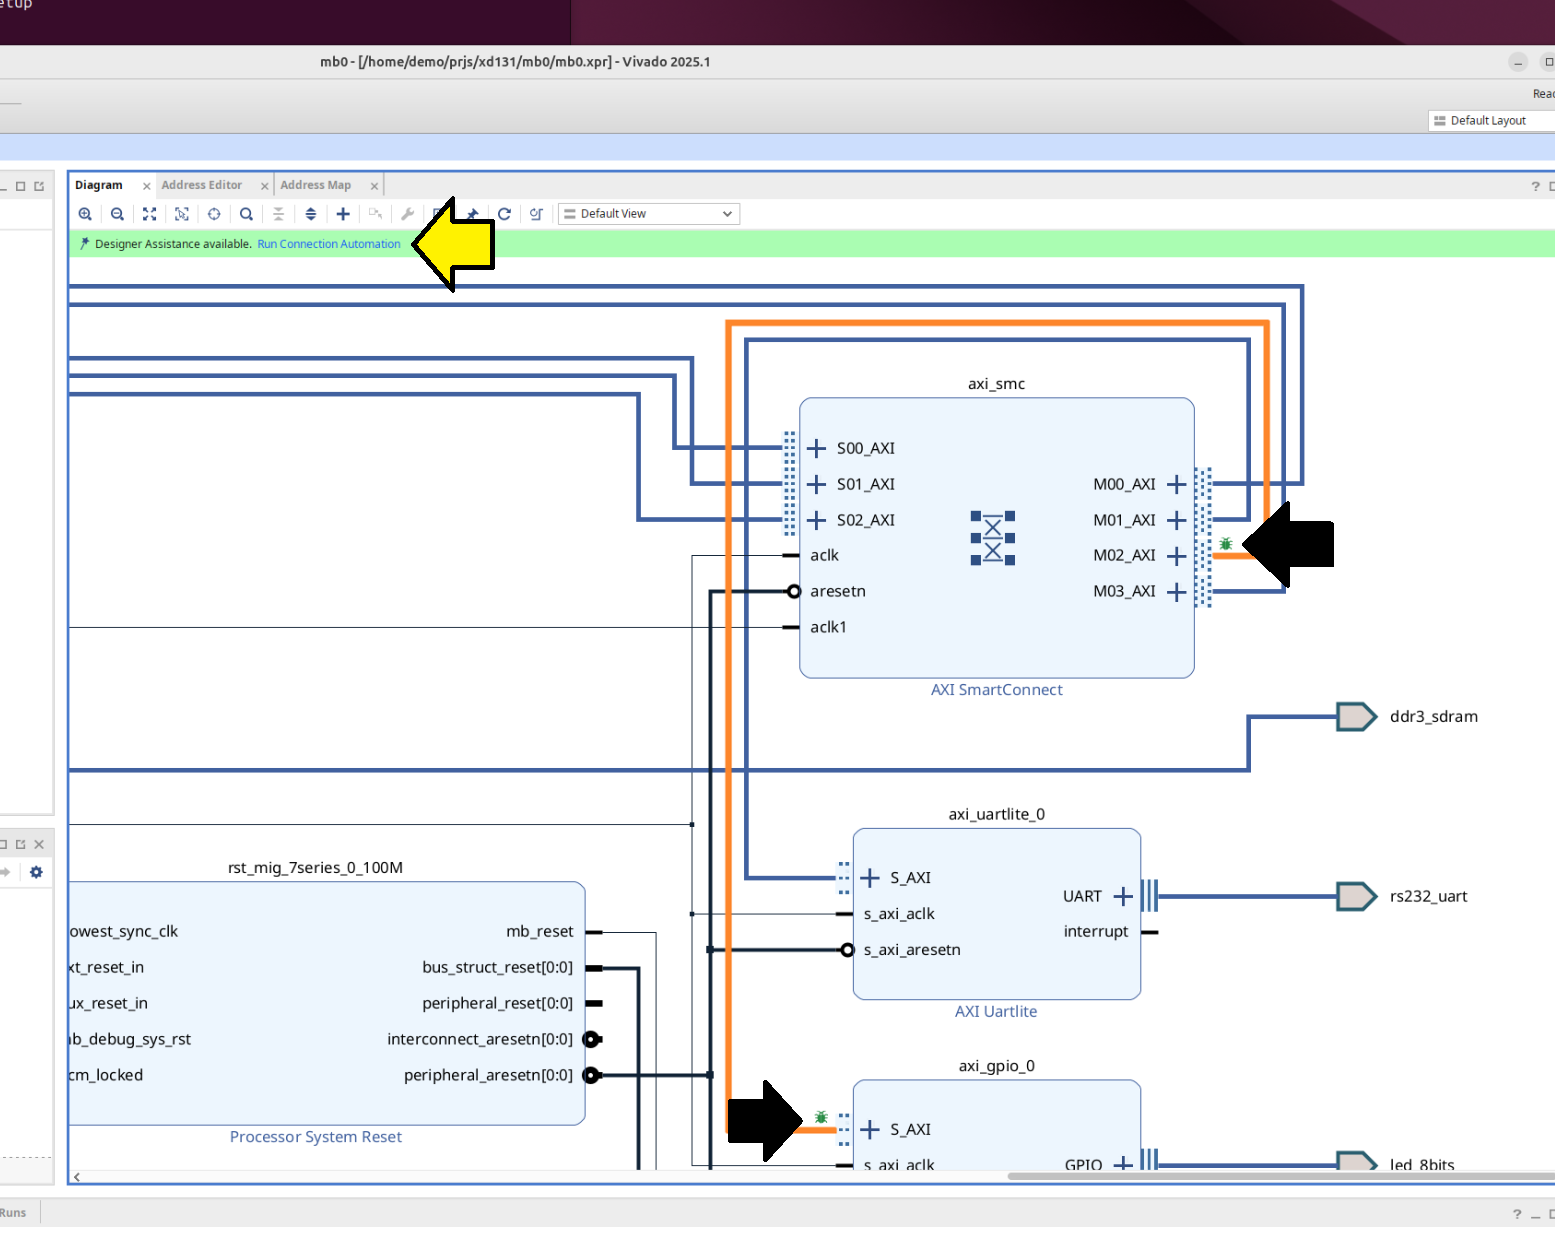 etup
mb0 - [/home/demo/prjs/xd131/mb0/mb0.xpr] - Vivado 2025.1
Default Layout
Diagram
Address Editor
Address Map
Default View
Designer Assistance available. Run Connection Automation
axi_smc
S00_AXI
S01_AXI
S02_AXI
aclk
aresetn
aclk1
M00_AXI
M01_AXI
M02_AXI
M03_AXI
AXI SmartConnect
ddr3_sdram
axi_uartlite_0
S_AXI
s_axi_aclk
s_axi_aresetn
UART
interrupt
AXI Uartlite
rs232_uart
rst_mig_7series_0_100M
owest_sync_clk
xt_reset_in
ux_reset_in
b_debug_sys_rst
cm_locked
mb_reset
bus_struct_reset[0:0]
peripheral_reset[0:0]
interconnect_aresetn[0:0]
peripheral_aresetn[0:0]
Processor System Reset
axi_gpio_0
S_AXI
s_axi_aclk
GPIO
led_8bits
Runs